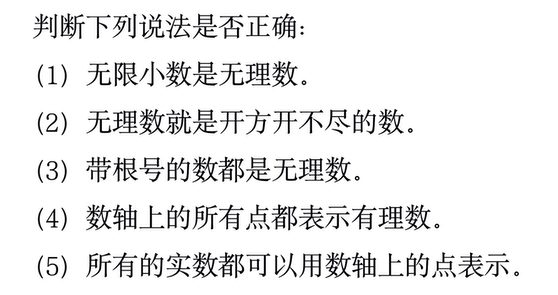 判断下列说法是否正确：
(1) 无限小数是无理数。
(2) 无理数就是开方开不尽的数。
(3) 带根号的数都是无理数。
(4) 数轴上的所有点都表示有理数。
(5) 所有的实数都可以用数轴上的点表示。